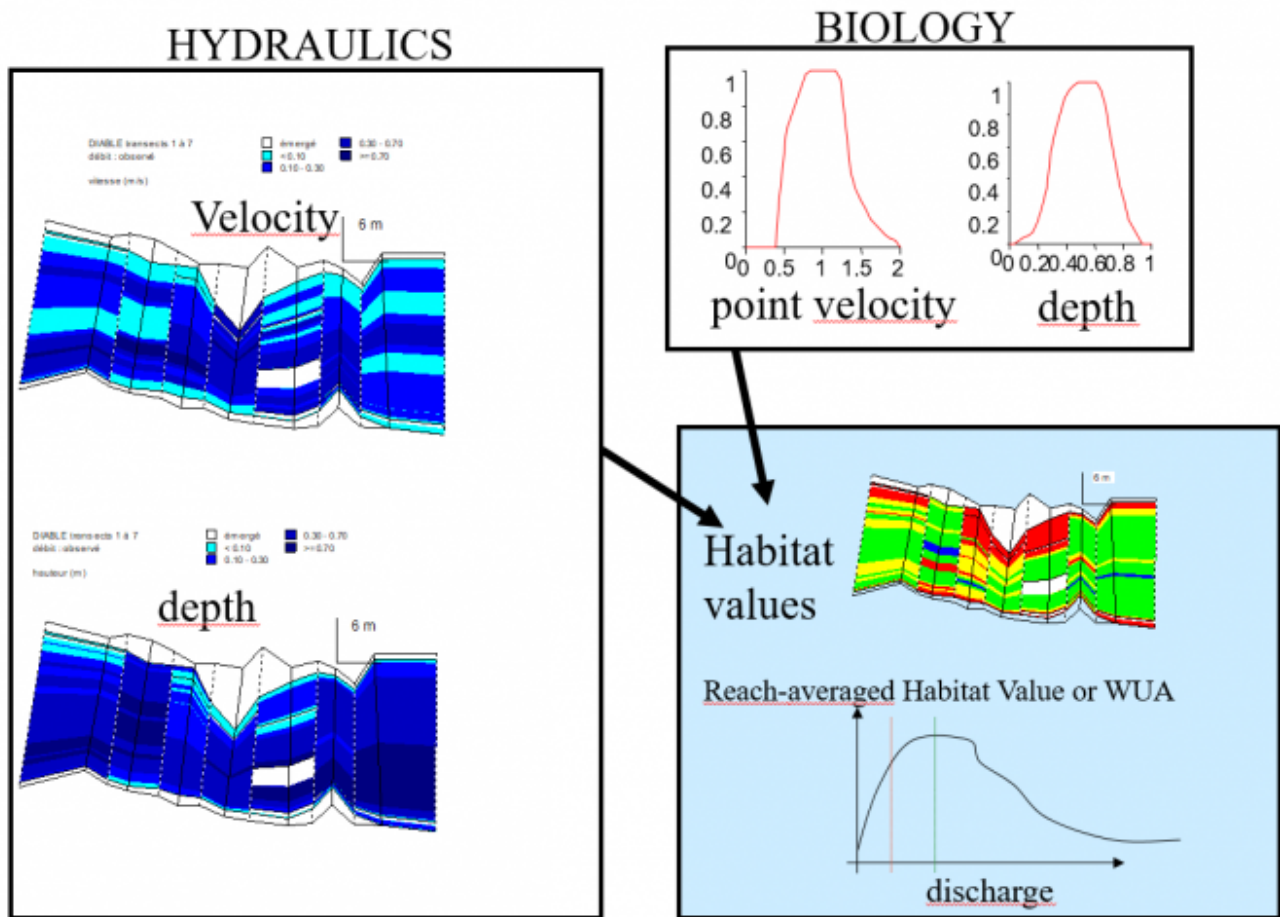 HYDRAULICS
DIABLE transects 1 à 7
débit : observé
vitesse (m/s)
émergé
< 0.10
0.10 - 0.30
0.30 - 0.70
>= 0.70
Velocity
6 m
DIABLE transects 1 à 7
débit : observé
hauteur (m)
émergé
< 0.10
0.10 - 0.30
0.30 - 0.70
>= 0.70
depth
6 m
BIOLOGY
1
0.8
0.6
0.4
0.2
0
0 0.5 1 1.5 2
point velocity
1
0.8
0.6
0.4
0.2
0
0 0.2 0.4 0.6 0.8 1
depth
6 m
Habitat
values
Reach-averaged Habitat Value or WUA
discharge